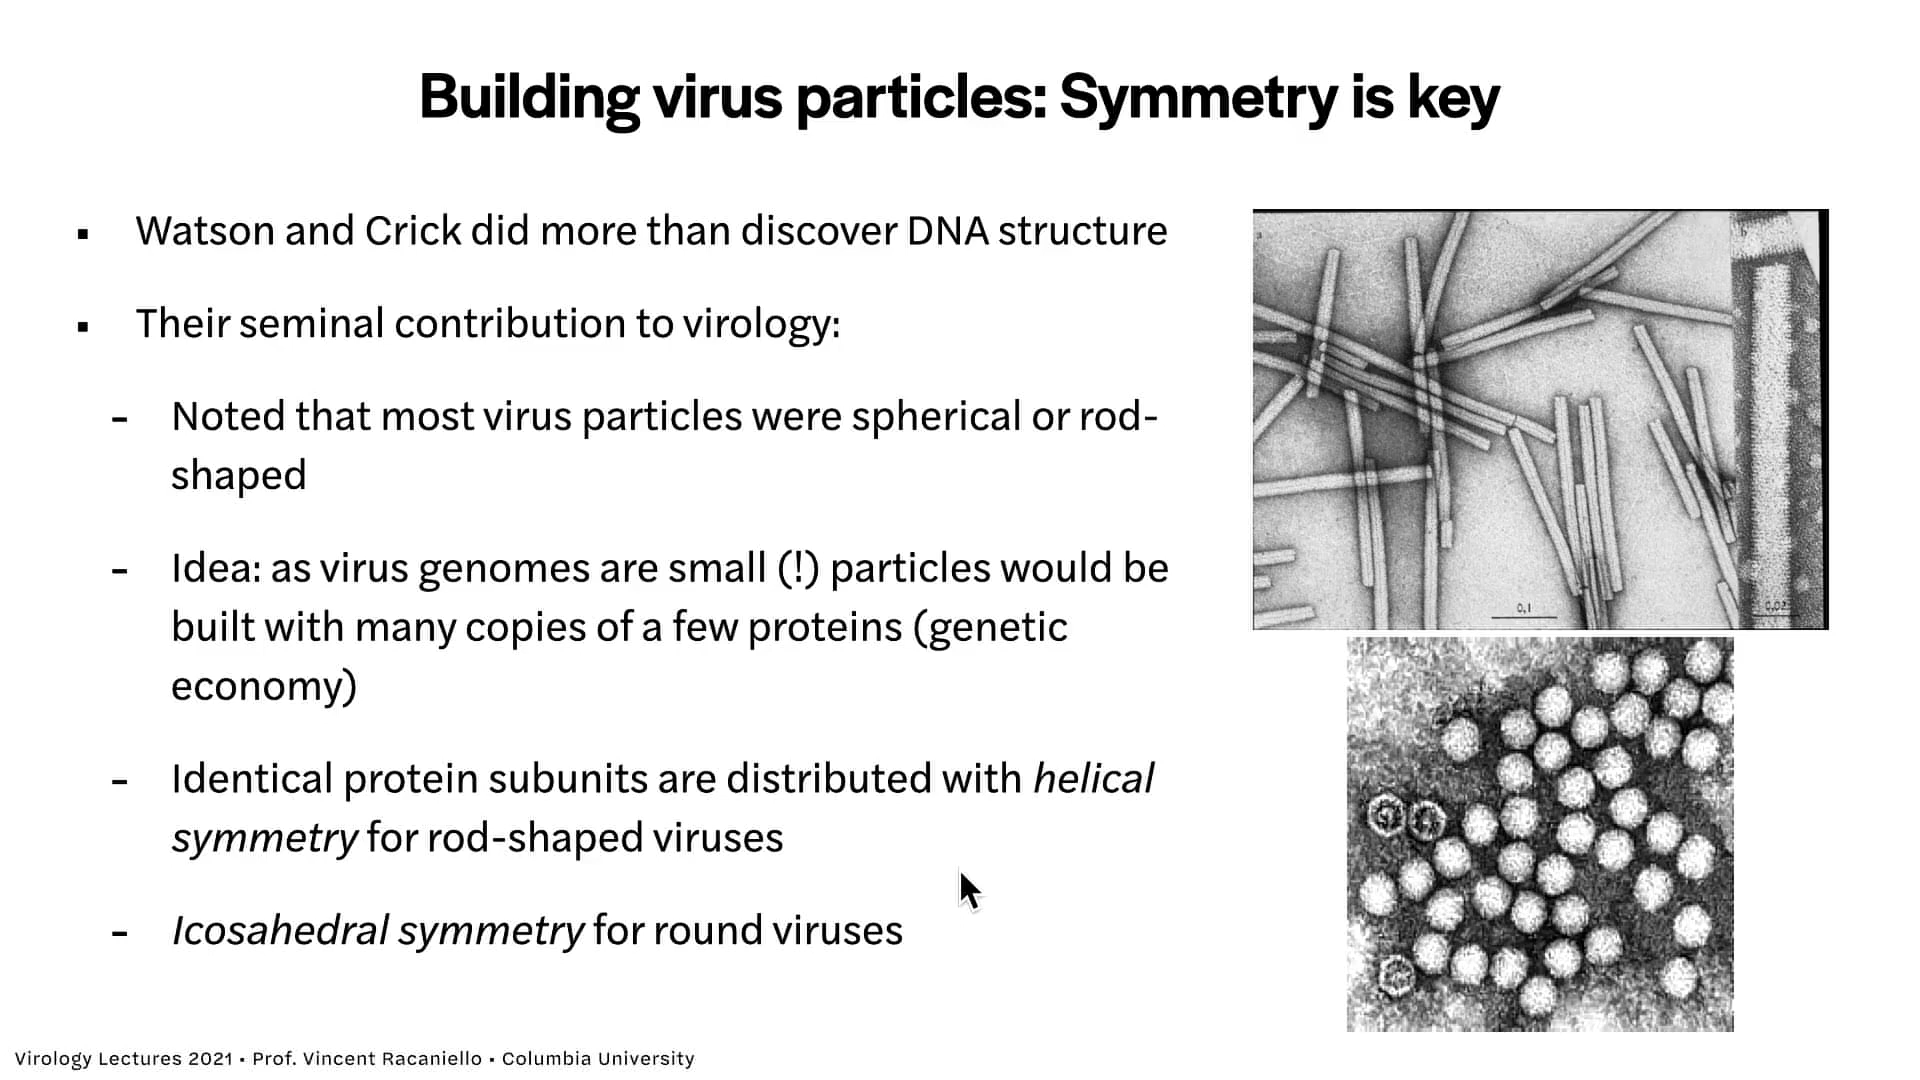 Building virus particles: Symmetry is key
▪ Watson and Crick did more than discover DNA structure
▪ Their seminal contribution to virology:
- Noted that most virus particles were spherical or rod-
shaped
- Idea: as virus genomes are small (!) particles would be
built with many copies of a few proteins (genetic
economy)
- Identical protein subunits are distributed with helical
symmetry for rod-shaped viruses
- Icosahedral symmetry for round viruses
0,1
0,02
Virology Lectures 2021 • Prof. Vincent Racaniello • Columbia University